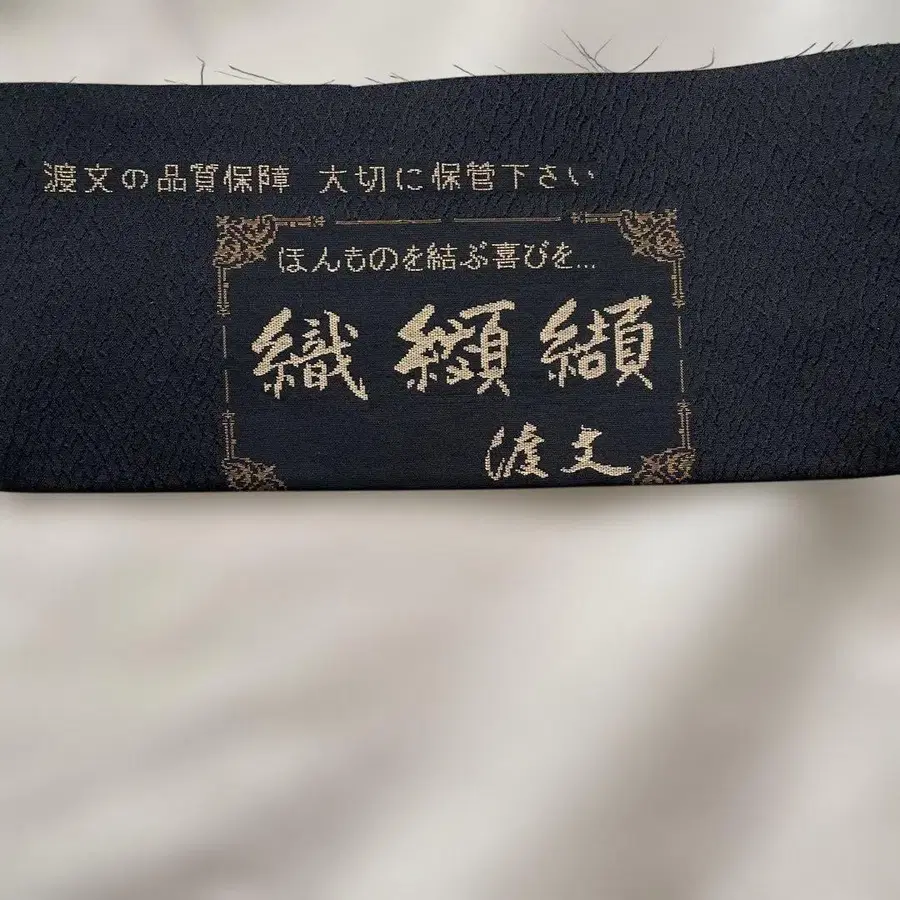 渡文の品質保障 大切に保管下さい
ほんものを結ぶ喜びを...
織纐纈
渡文